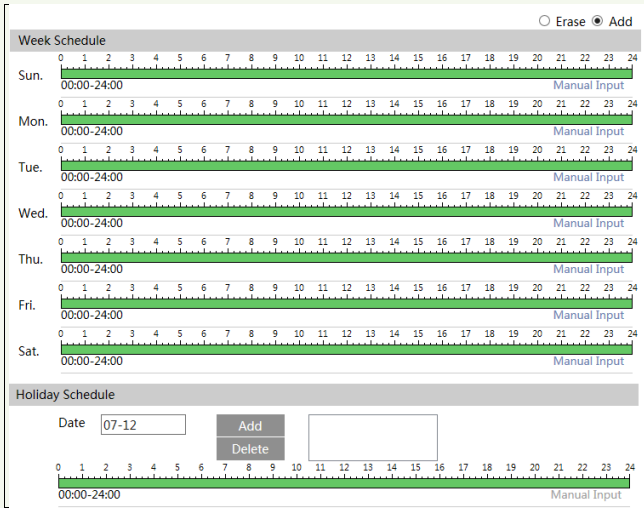 Erase Add
Week Schedule
0 1 2 3 4 5 6 7 8 9 10 11 12 13 14 15 16 17 18 19 20 21 22 23 24
Sun.
00:00-24:00 Manual Input
0 1 2 3 4 5 6 7 8 9 10 11 12 13 14 15 16 17 18 19 20 21 22 23 24
Mon.
00:00-24:00 Manual Input
0 1 2 3 4 5 6 7 8 9 10 11 12 13 14 15 16 17 18 19 20 21 22 23 24
Tue.
00:00-24:00 Manual Input
0 1 2 3 4 5 6 7 8 9 10 11 12 13 14 15 16 17 18 19 20 21 22 23 24
Wed.
00:00-24:00 Manual Input
0 1 2 3 4 5 6 7 8 9 10 11 12 13 14 15 16 17 18 19 20 21 22 23 24
Thu.
00:00-24:00 Manual Input
0 1 2 3 4 5 6 7 8 9 10 11 12 13 14 15 16 17 18 19 20 21 22 23 24
Fri.
00:00-24:00 Manual Input
0 1 2 3 4 5 6 7 8 9 10 11 12 13 14 15 16 17 18 19 20 21 22 23 24
Sat.
00:00-24:00 Manual Input
Holiday Schedule
Date 07-12 Add
Delete
0 1 2 3 4 5 6 7 8 9 10 11 12 13 14 15 16 17 18 19 20 21 22 23 24
00:00-24:00 Manual Input